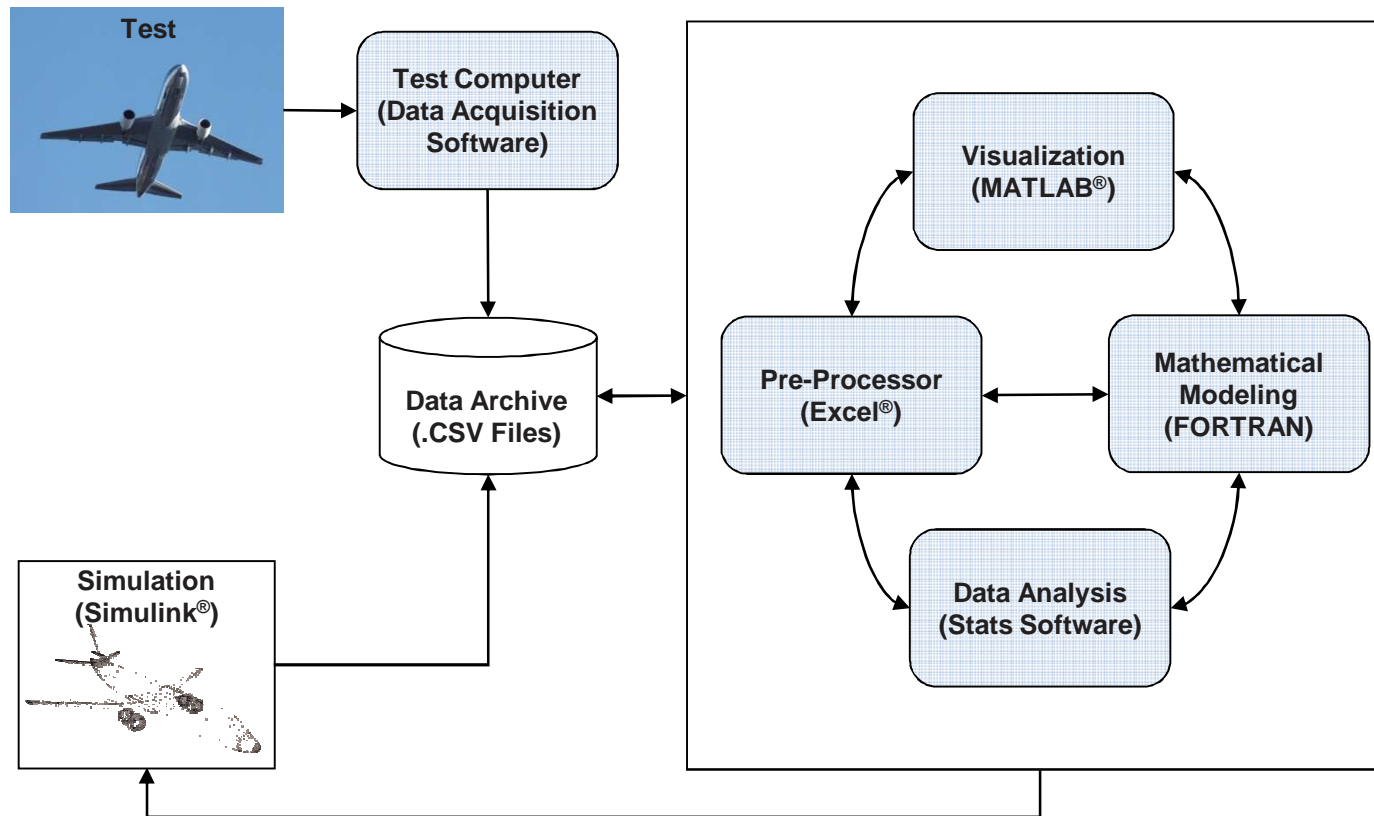 Test
Test Computer
(Data Acquisition
Software)
Visualization
(MATLAB®)
Pre-Processor
(Excel®)
Mathematical
Modeling
(FORTRAN)
Data Archive
(.CSV Files)
Data Analysis
(Stats Software)
Simulation
(Simulink®)